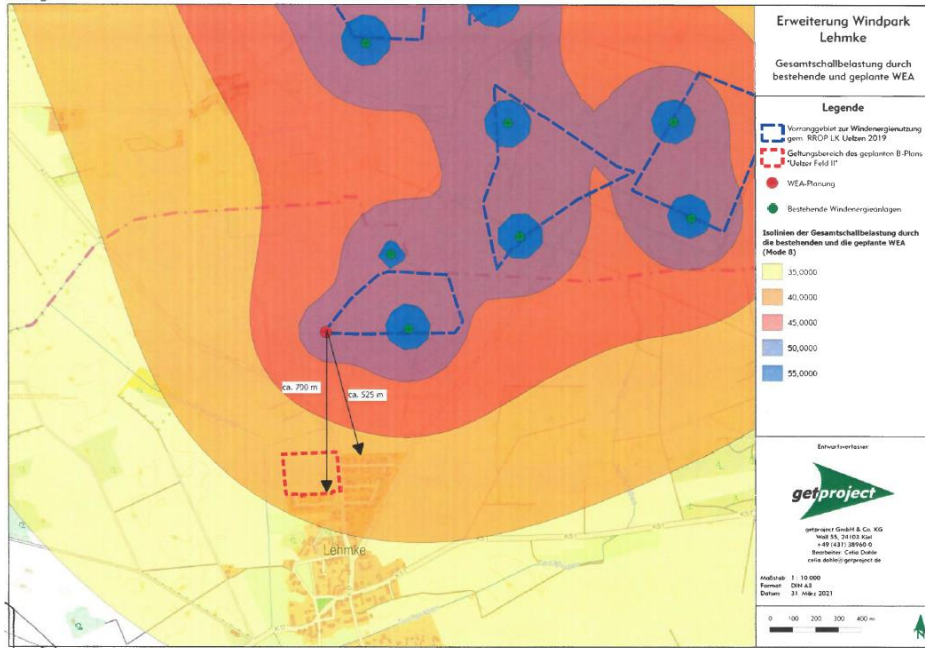 Erweiterung Windpark
Lehmke
Gesamtschallbelastung durch
bestehende und geplante WEA
Legende
Vorranggebiet zur Windenergienutzung
gem. RROP LK Uelzen 2019
Geltungsbereich des geplanten B-Plans
"Uelzer Feld II"
WEA-Planung
Bestehende Windenergieanlagen
Isolinien der Gesamtschallbelastung durch
die bestehenden und die geplante WEA
(Mode 8)
35,0000
40,0000
45,0000
50,0000
55,0000
ca. 700 m
ca. 525 m
Lehmke
Entwurfsverfasser
getproject
getproject GmbH & Co. KG
Wall 55, 24103 Kiel
+49 (431) 38960-0
Bearbeiter: Celia Dahle
celia.dahle@getproject.de
Maßstab 1 : 10.000
Format: DIN A3
Datum: 31. März 2021
0 100 200 300 400 m
N